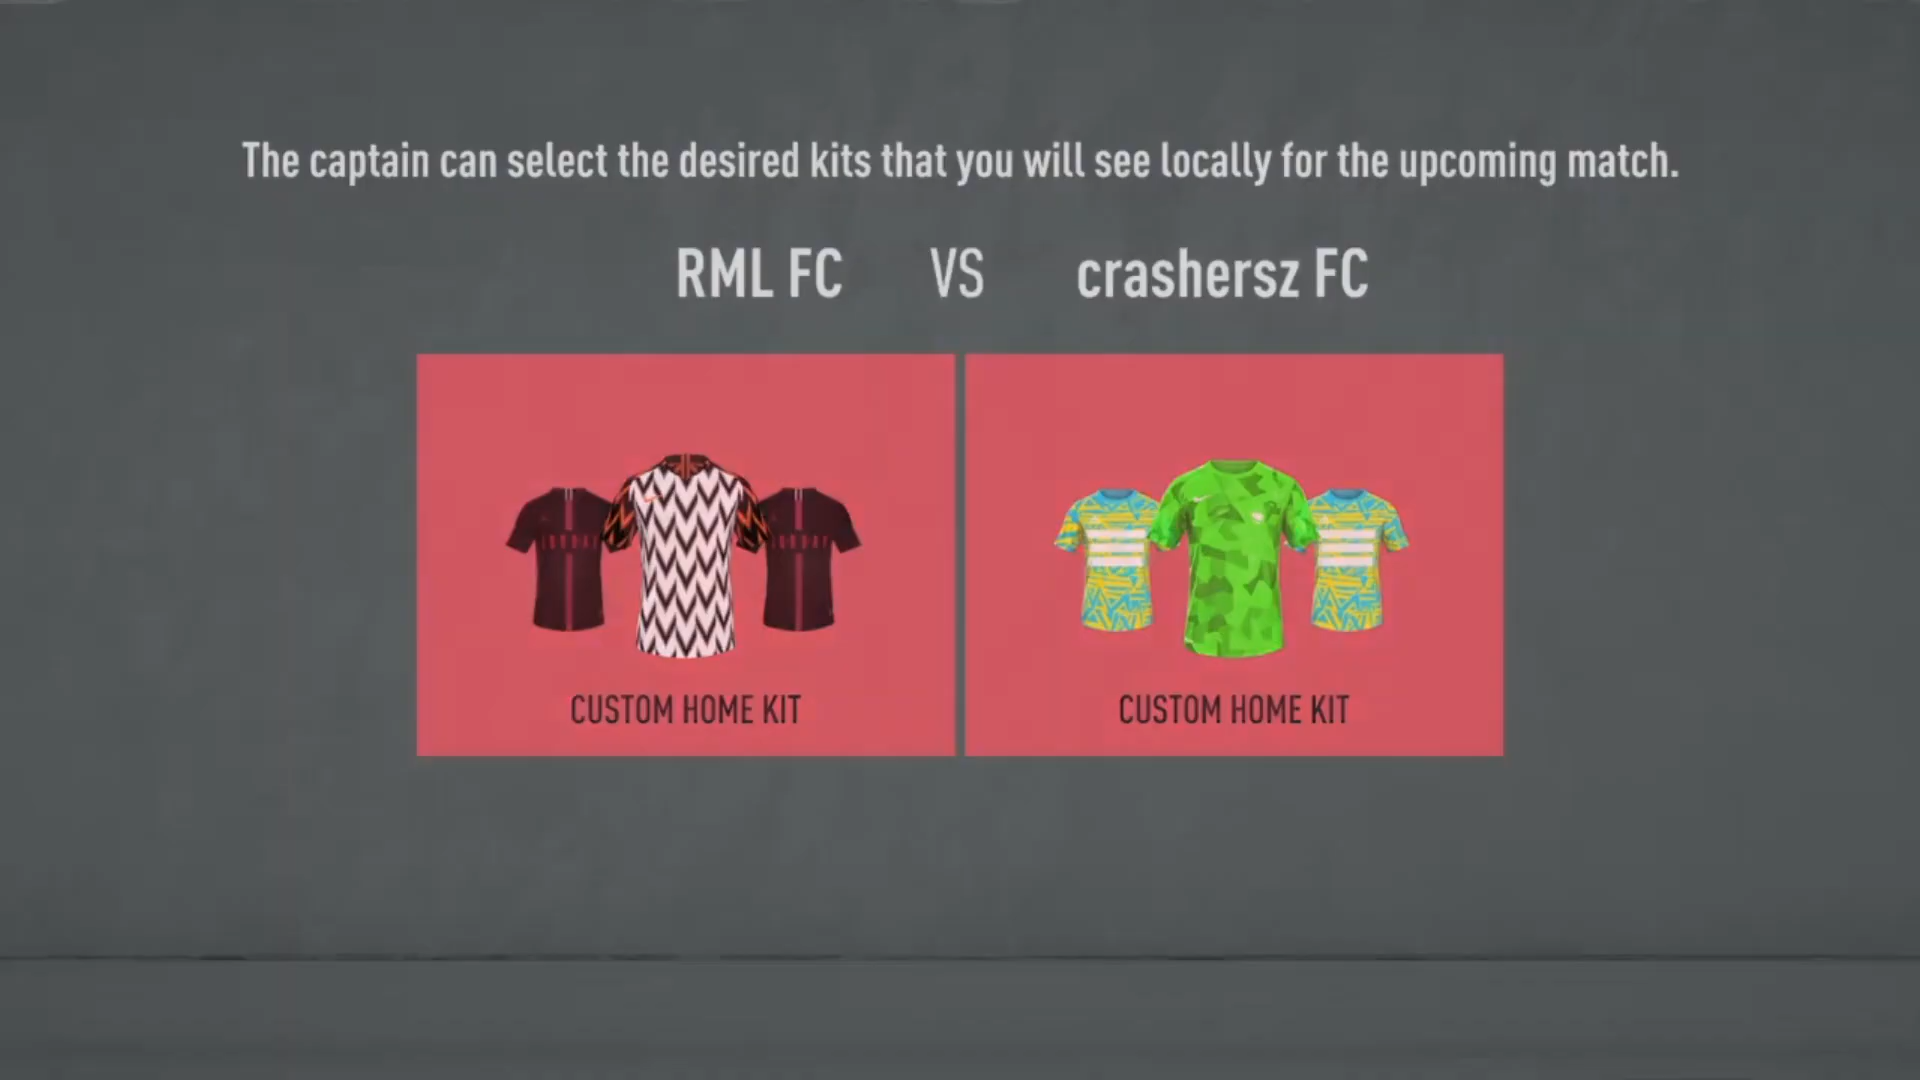 The captain can select the desired kits that you will see locally for the upcoming match.
RML FC VS crashersz FC
CUSTOM HOME KIT CUSTOM HOME KIT